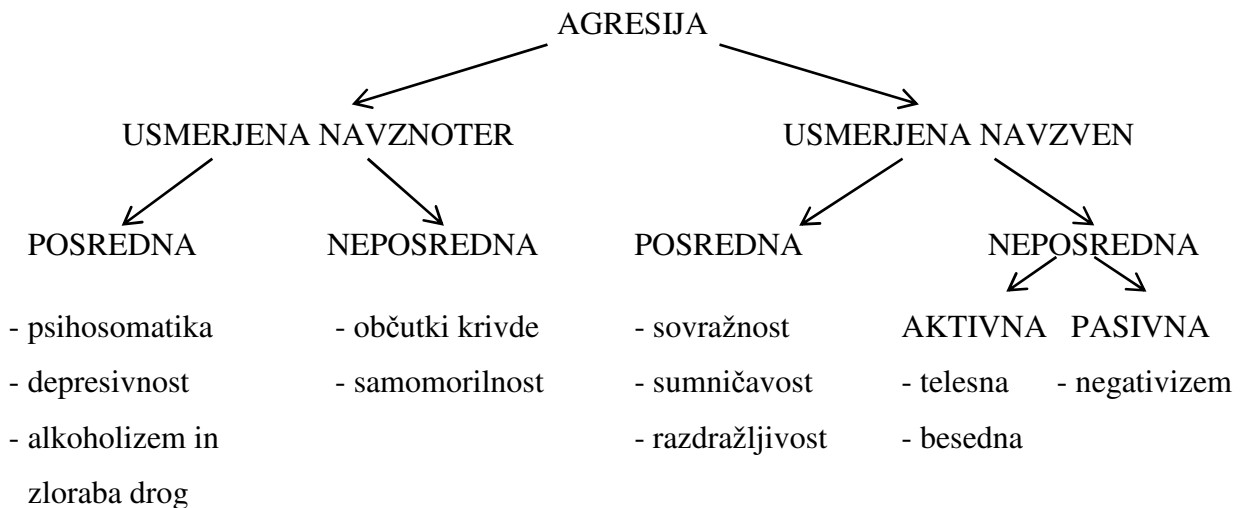 AGRESIJA
USMERJENA NAVZNOTER USMERJENA NAVZVEN
POSREDNA NEPOSREDNA POSREDNA NEPOSREDNA
- psihosomatika - občutki krivde - sovražnost AKTIVNA PASIVNA
- depresivnost - samomorilnost - sumničavost - telesna - negativizem
- alkoholizem in - razdražljivost - besedna
zloraba drog